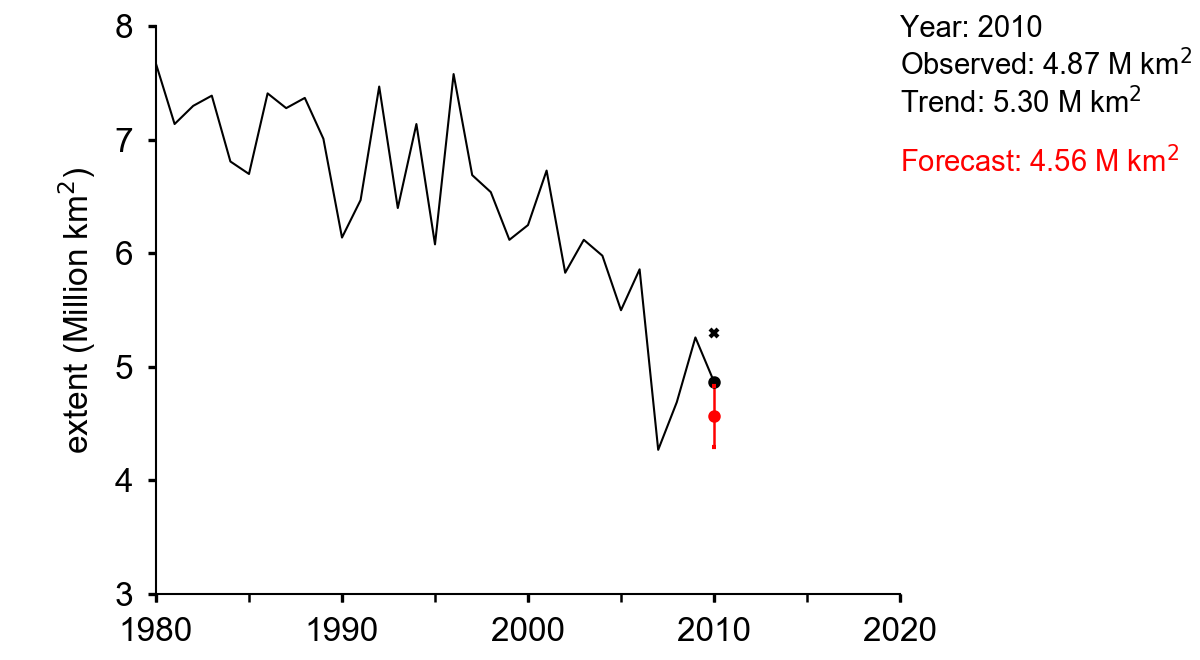 Year: 2010
Observed: 4.87 M km²
Trend: 5.30 M km²
Forecast: 4.56 M km²
extent (Million km²)
8
7
6
5
4
3
1980
1990
2000
2010
2020